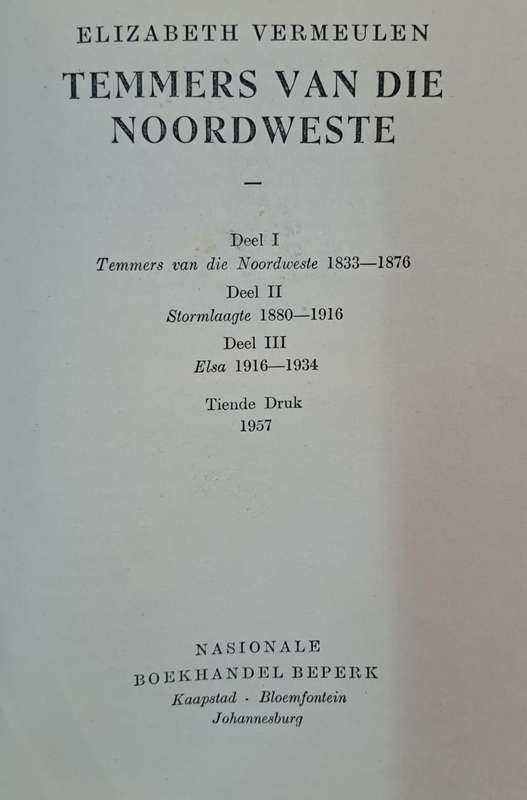 ELIZABETH VERMEULEN
TEMMERS VAN DIE
NOORDWESTE
—
Deel I
Temmers van die Noordweste 1833—1876
Deel II
Stormlaagte 1880—1916
Deel III
Elsa 1916—1934
Tiende Druk
1957
NASIONALE
BOEKHANDEL BEPERK
Kaapstad · Bloemfontein
Johannesburg